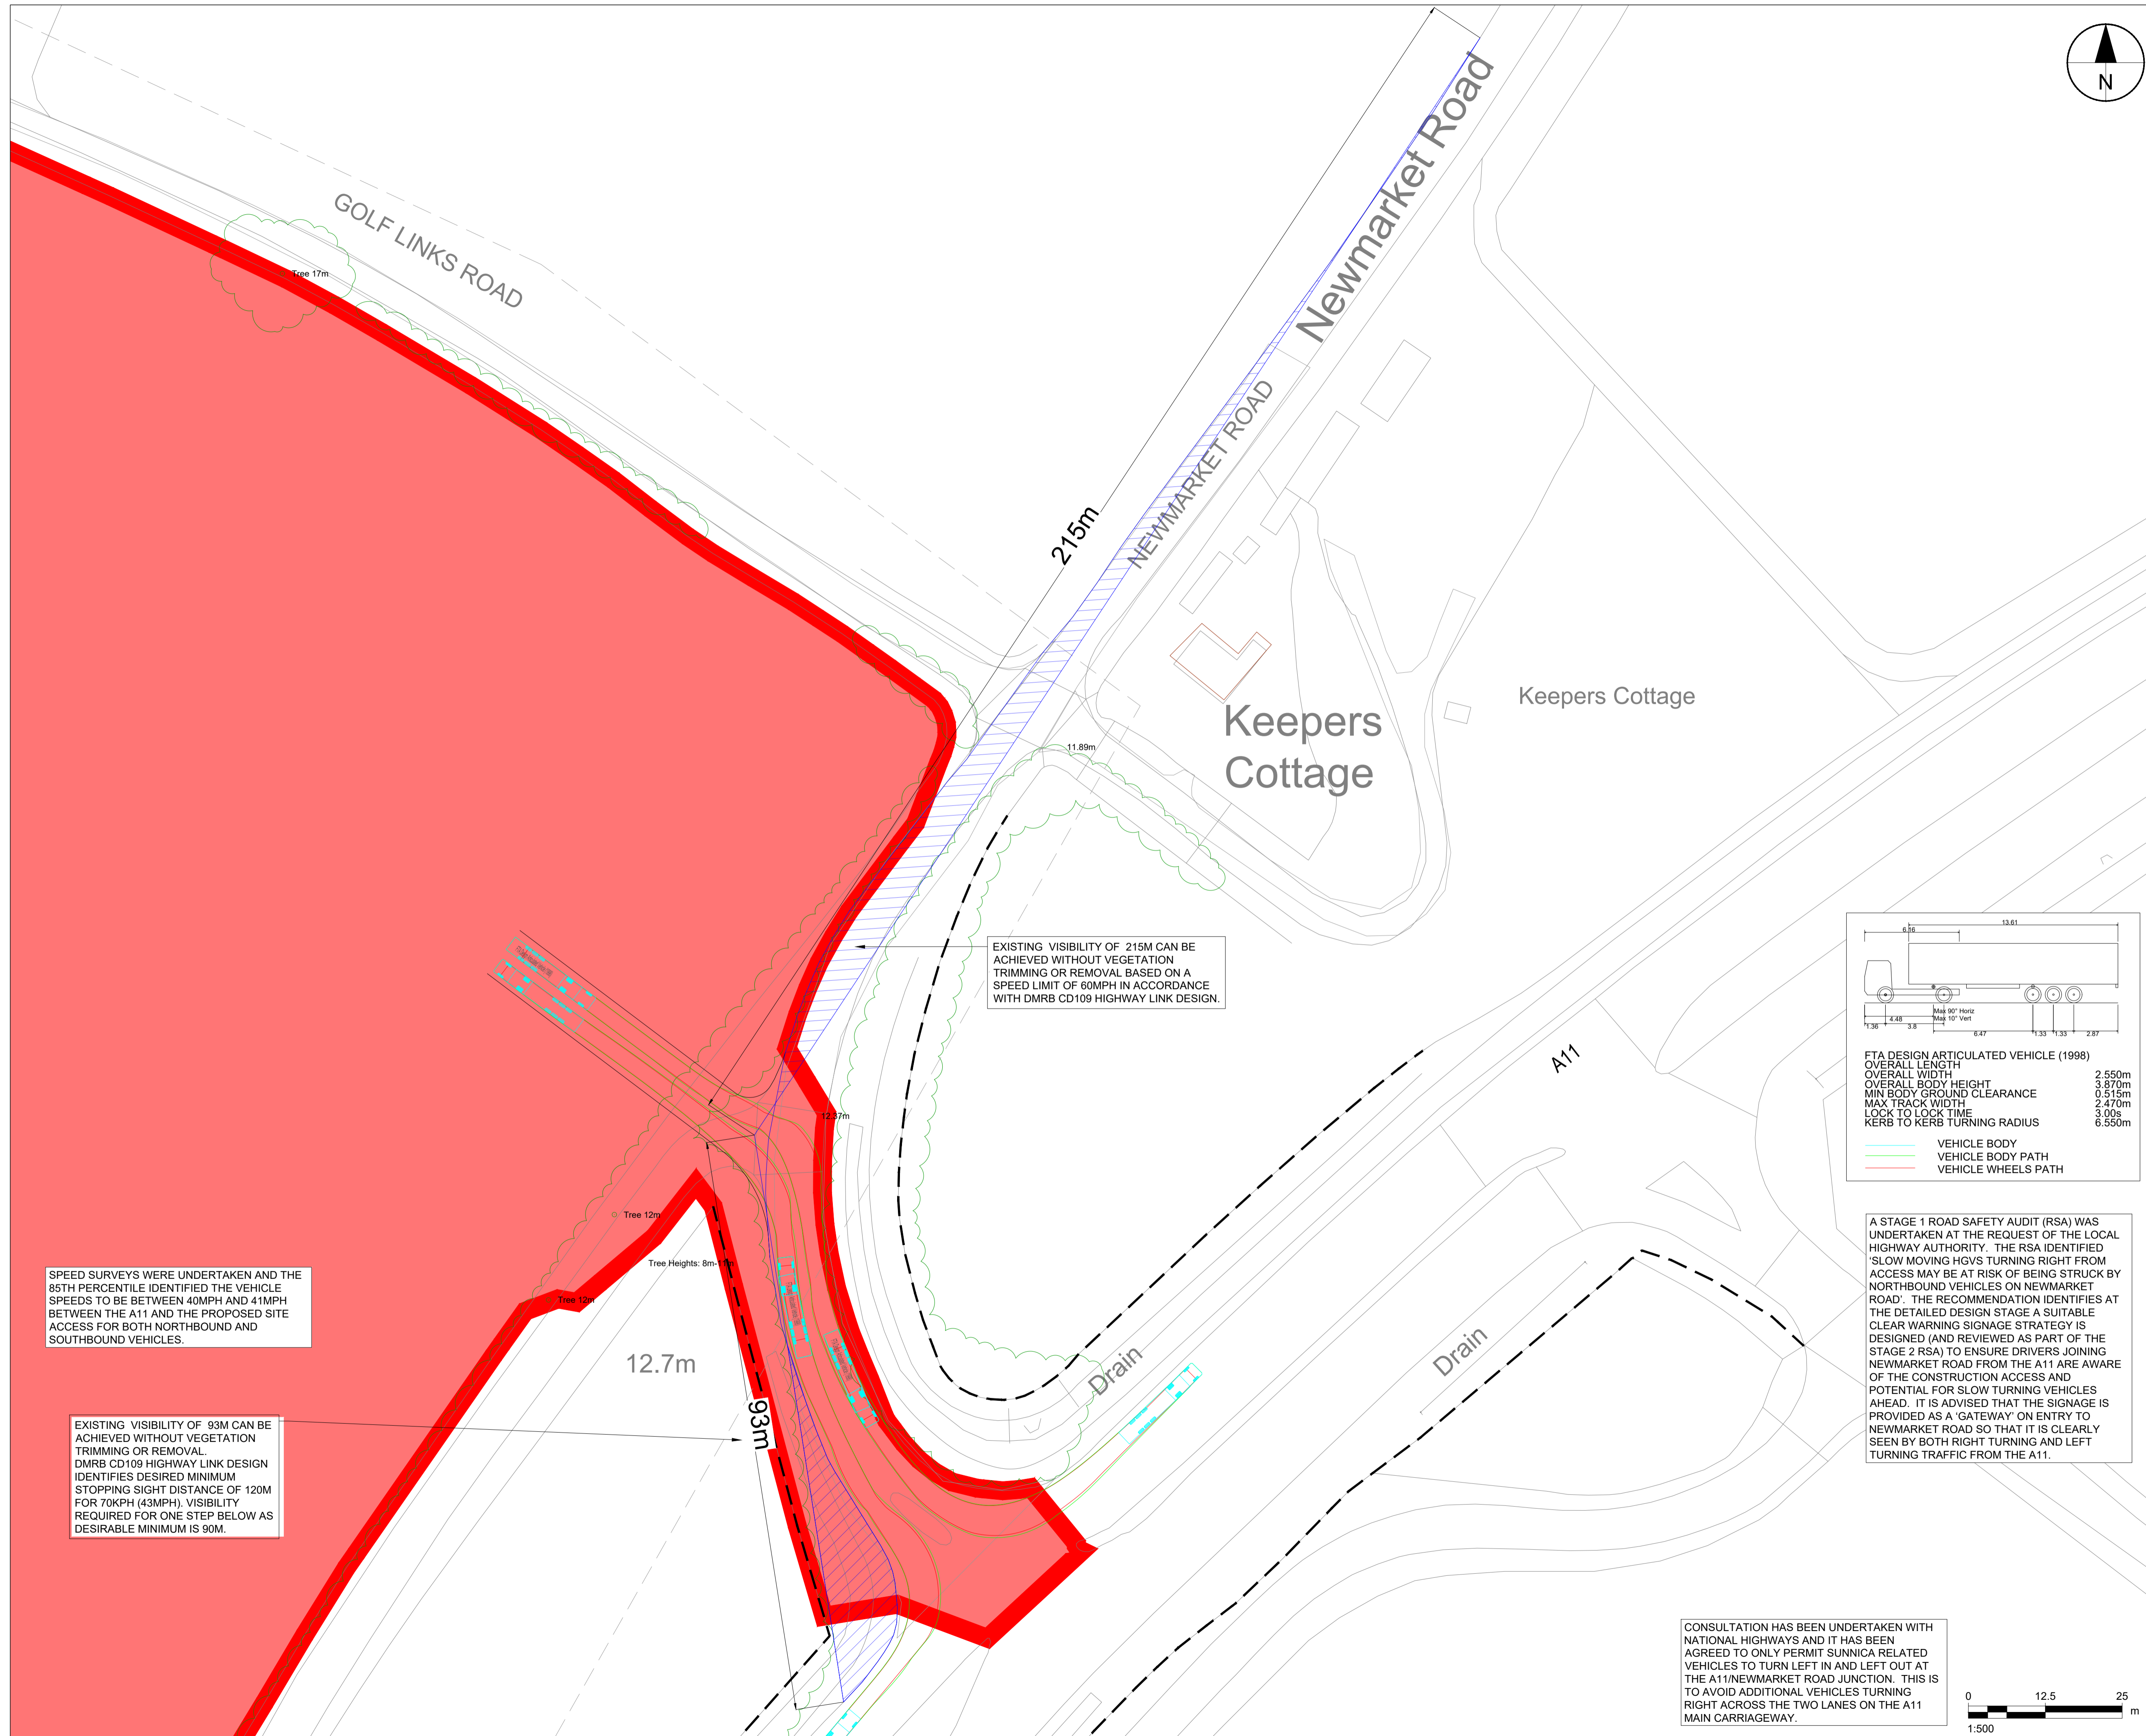 N
Newmarket Road
GOLF LINKS ROAD
Tree 17m
NEWMARKET ROAD
215m
Keepers
Cottage
Keepers Cottage
11.89m
EXISTING VISIBILITY OF 215M CAN BE
ACHIEVED WITHOUT VEGETATION
TRIMMING OR REMOVAL BASED ON A
SPEED LIMIT OF 60MPH IN ACCORDANCE
WITH DMRB CD109 HIGHWAY LINK DESIGN.
A11
13.61
6.16
Max 90° Horiz
Max 10° Vert
4.48
1.36
3.8
6.47
1.33
1.33
2.87
FTA DESIGN ARTICULATED VEHICLE (1998)
OVERALL LENGTH
OVERALL WIDTH 2.550m
OVERALL BODY HEIGHT 3.870m
MIN BODY GROUND CLEARANCE 0.515m
MAX TRACK WIDTH 2.470m
LOCK TO LOCK TIME 3.00s
KERB TO KERB TURNING RADIUS 6.550m
VEHICLE BODY
VEHICLE BODY PATH
VEHICLE WHEELS PATH
12.37m
Tree 12m
Tree Heights:
Tree 12m
12.7m
93m
Drain
Drain
SPEED SURVEYS WERE UNDERTAKEN AND THE
85TH PERCENTILE IDENTIFIED THE VEHICLE
SPEEDS TO BE BETWEEN 40MPH AND 41MPH
BETWEEN THE A11 AND THE PROPOSED SITE
ACCESS FOR BOTH NORTHBOUND AND
SOUTHBOUND VEHICLES.
EXISTING VISIBILITY OF 93M CAN BE
ACHIEVED WITHOUT VEGETATION
TRIMMING OR REMOVAL.
DMRB CD109 HIGHWAY LINK DESIGN
IDENTIFIES DESIRED MINIMUM
STOPPING SIGHT DISTANCE OF 120M
FOR 70KPH (43MPH). VISIBILITY
REQUIRED FOR ONE STEP BELOW AS
DESIRABLE MINIMUM IS 90M.
A STAGE 1 ROAD SAFETY AUDIT (RSA) WAS
UNDERTAKEN AT THE REQUEST OF THE LOCAL
HIGHWAY AUTHORITY. THE RSA IDENTIFIED
'SLOW MOVING HGVS TURNING RIGHT FROM
ACCESS MAY BE AT RISK OF BEING STRUCK BY
NORTHBOUND VEHICLES ON NEWMARKET
ROAD'. THE RECOMMENDATION IDENTIFIES AT
THE DETAILED DESIGN STAGE A SUITABLE
CLEAR WARNING SIGNAGE STRATEGY IS
DESIGNED (AND REVIEWED AS PART OF THE
STAGE 2 RSA) TO ENSURE DRIVERS JOINING
NEWMARKET ROAD FROM THE A11 ARE AWARE
OF THE CONSTRUCTION ACCESS AND
POTENTIAL FOR SLOW TURNING VEHICLES
AHEAD. IT IS ADVISED THAT THE SIGNAGE IS
PROVIDED AS A 'GATEWAY' ON ENTRY TO
NEWMARKET ROAD SO THAT IT IS CLEARLY
SEEN BY BOTH RIGHT TURNING AND LEFT
TURNING TRAFFIC FROM THE A11.
CONSULTATION HAS BEEN UNDERTAKEN WITH
NATIONAL HIGHWAYS AND IT HAS BEEN
AGREED TO ONLY PERMIT SUNNICA RELATED
VEHICLES TO TURN LEFT IN AND LEFT OUT AT
THE A11/NEWMARKET ROAD JUNCTION. THIS IS
TO AVOID ADDITIONAL VEHICLES TURNING
RIGHT ACROSS THE TWO LANES ON THE A11
MAIN CARRIAGEWAY.
0 12.5 25
m
1:500